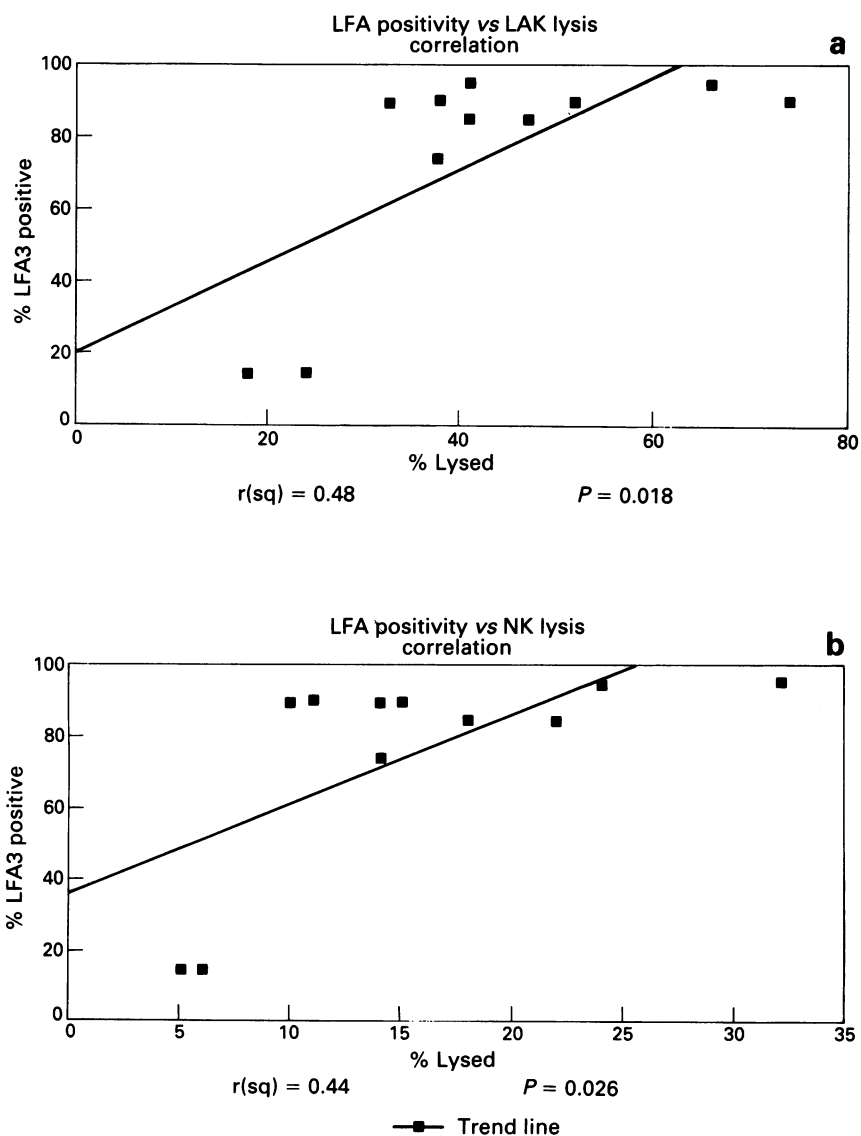 LFA positivity vs LAK lysis
correlation
a
100
80
60
40
20
0
% LFA3 positive
0 20 40 60 80
% Lysed
r(sq) = 0.48 P = 0.018
LFA positivity vs NK lysis
correlation
b
100
80
60
40
20
0
% LFA3 positive
0 5 10 15 20 25 30 35
% Lysed
r(sq) = 0.44 P = 0.026
Trend line